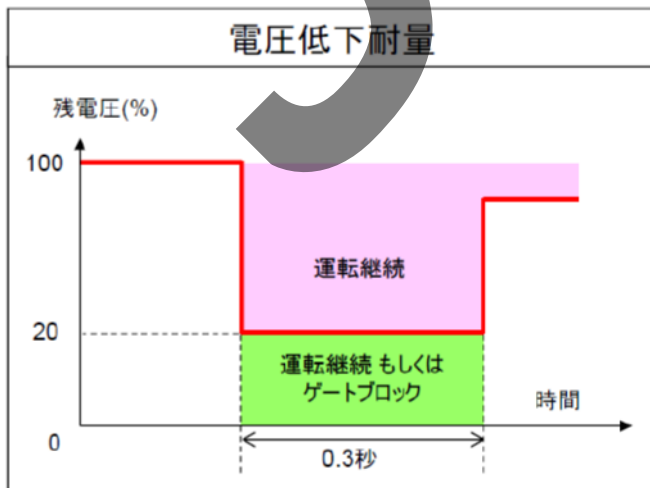 電圧低下耐量
残電圧(%)
100
運転継続
20
運転継続 もしくは
ゲートブロック
時間
0
0.3秒